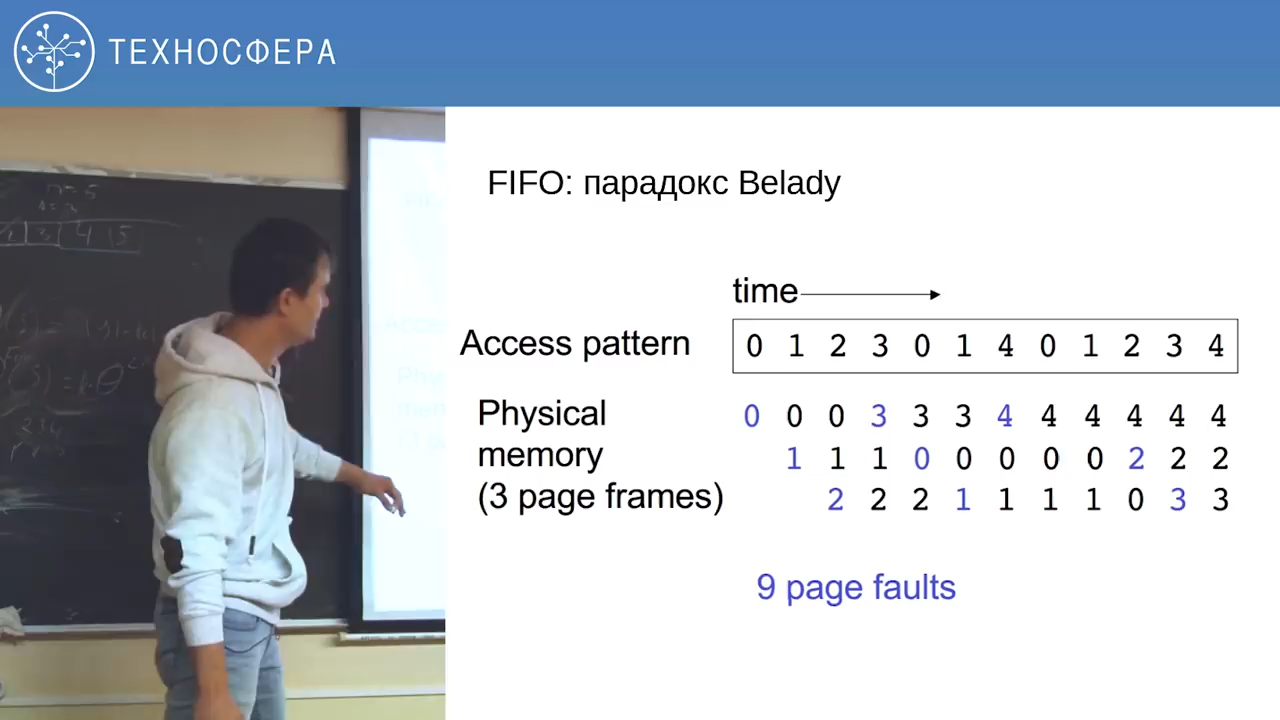 ТЕХНОСФЕРА
FIFO: парадокс Belady
time
Access pattern 0 1 2 3 0 1 4 0 1 2 3 4
Physical 0 0 0 3 3 3 4 4 4 4 4 4
memory 1 1 1 0 0 0 0 0 2 2 2
(3 page frames) 2 2 2 1 1 1 1 0 3 3
9 page faults